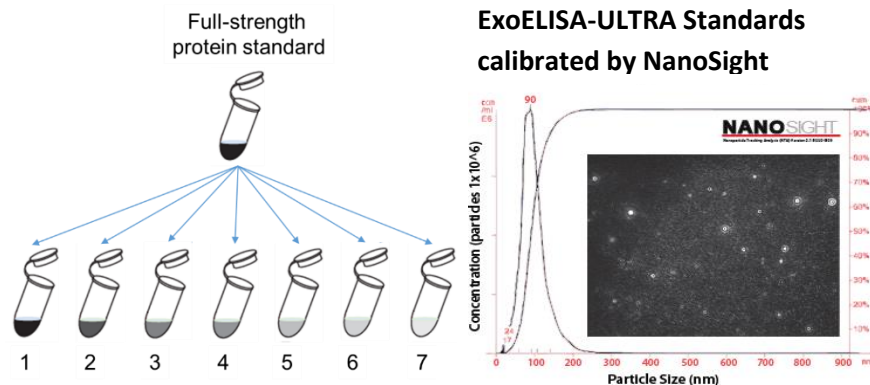 Full-strength
protein standard
1 2 3 4 5 6 7
ExoELISA-ULTRA Standards
calibrated by NanoSight
90
NANOSIGHT
100%
90%
80%
70%
60%
50%
40%
30%
20%
10%
Concentration (particles 1x10^6)
24
17
0 100 200 300 400 500 600 700 800 900
Particle Size (nm)